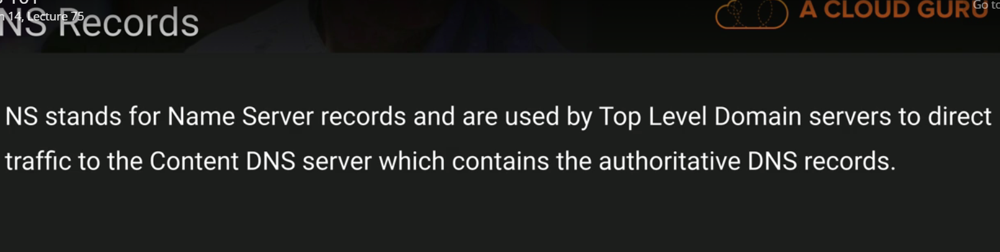 14, Lecture 75
NS Records
A CLOUD GURU
Go to
NS stands for Name Server records and are used by Top Level Domain servers to direct
traffic to the Content DNS server which contains the authoritative DNS records.